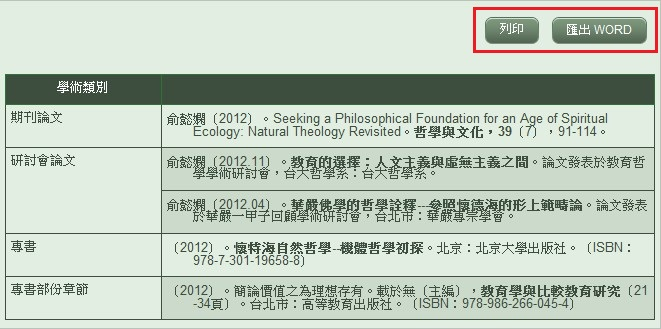 列印 匯出 WORD
學術類別
期刊論文
俞懿嫻〔2012〕。Seeking a Philosophical Foundation for an Age of Spiritual
Ecology: Natural Theology Revisited。哲學與文化，39〔7〕，91-114。
研討會論文
俞懿嫻〔2012.11〕。教育的選擇：人文主義與虛無主義之間。論文發表於教育哲
學學術研討會，台大哲學系：台大哲學系。
俞懿嫻〔2012.04〕。華嚴佛學的哲學詮釋---參照懷德海的形上範疇論。論文發表
於華嚴一甲子回顧學術研討會，台北市：華嚴專宗學會。
專書
〔2012〕。懷特海自然哲學--機體哲學初探。北京：北京大學出版社。〔ISBN：
978-7-301-19658-8〕
專書部份章節
〔2012〕。簡論價值之為理想存有。載於無〔主編〕，教育學與比較教育研究〔21
-34頁〕。台北市：高等教育出版社。〔ISBN：978-986-266-045-4〕